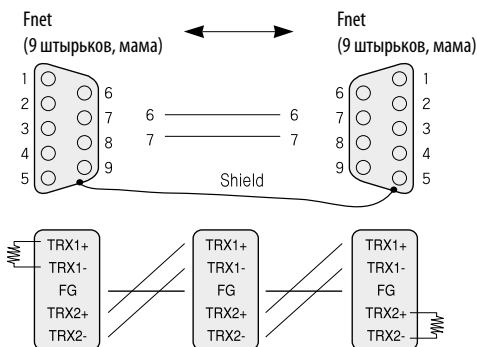 Fnet
(9 штырьков, мама)
Fnet
(9 штырьков, мама)
1
2
3
4
5
6
7
8
9
6 6
7 7
Shield
6
7
8
9
1
2
3
4
5
TRX1+
TRX1-
FG
TRX2+
TRX2-
TRX1+
TRX1-
FG
TRX2+
TRX2-
TRX1+
TRX1-
FG
TRX2+
TRX2-